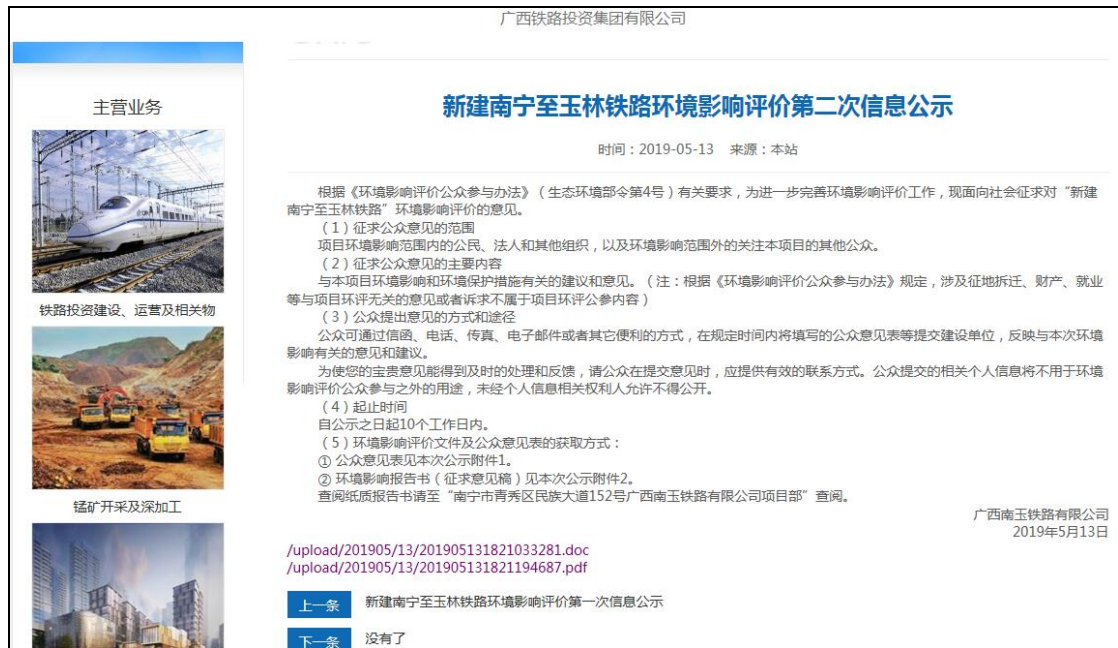 广西铁路投资集团有限公司
主营业务
铁路投资建设、运营及相关物
锰矿开采及深加工
新建南宁至玉林铁路环境影响评价第二次信息公示
时间：2019-05-13 来源：本站
根据《环境影响评价公众参与办法》（生态环境部令第4号）有关要求，为进一步完善环境影响评价工作，现面向社会征求对“新建
南宁至玉林铁路”环境影响评价的意见。
（1）征求公众意见的范围
项目环境影响范围内的公民、法人和其他组织，以及环境影响范围外的关注本项目的其他公众。
（2）征求公众意见的主要内容
与本项目环境影响和环境保护措施有关的建议和意见。（注：根据《环境影响评价公众参与办法》规定，涉及征地拆迁、财产、就业
等与项目环评无关的意见或者诉求不属于项目环评公参内容）
（3）公众提出意见的方式和途径
公众可通过信函、电话、传真、电子邮件或者其它便利的方式，在规定时间内将填写的公众意见表等提交建设单位，反映与本次环境
影响有关的意见和建议。
为使您的宝贵意见能得到及时的处理和反馈，请公众在提交意见时，应提供有效的联系方式。公众提交的相关个人信息将不用于环境
影响评价公众参与之外的用途，未经个人信息相关权利人允许不得公开。
（4）起止时间
自公示之日起10个工作日内。
（5）环境影响评价文件及公众意见表的获取方式：
① 公众意见表见本次公示附件1。
② 环境影响报告书（征求意见稿）见本次公示附件2。
查阅纸质报告书请至“南宁市青秀区民族大道152号广西南玉铁路有限公司项目部”查阅。
广西南玉铁路有限公司
2019年5月13日
/upload/201905/13/201905131821033281.doc
/upload/201905/13/201905131821194687.pdf
上一条 新建南宁至玉林铁路环境影响评价第一次信息公示
下一条 没有了